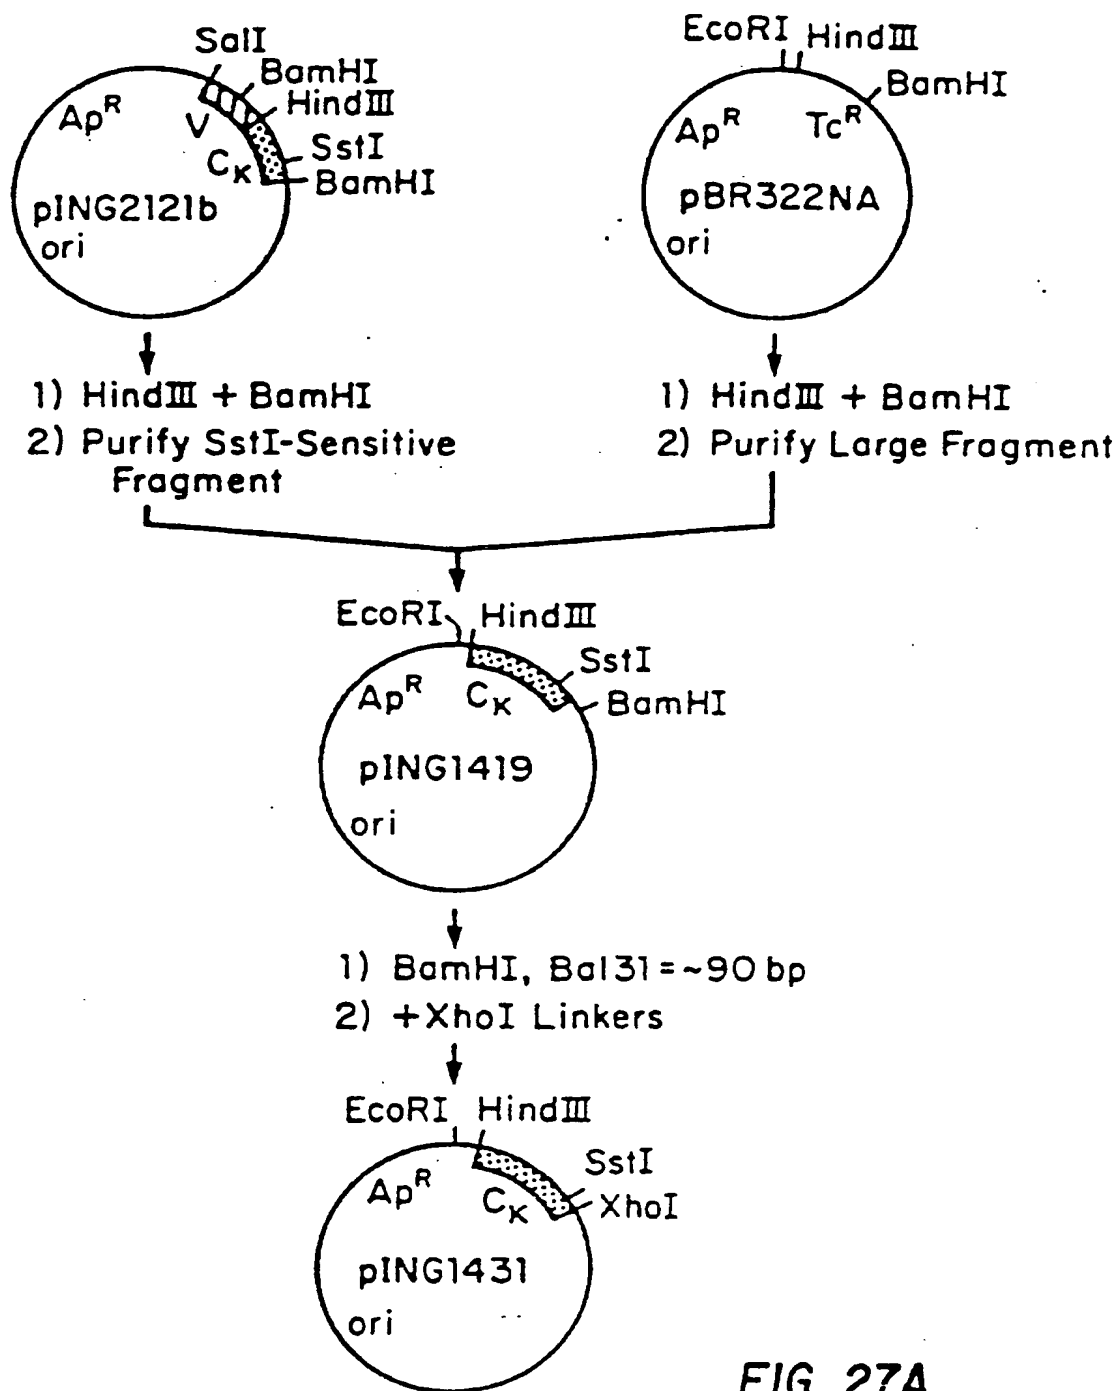 SalI
BamHI
HindIII
SstI
BamHI
Ap^R
V
C_K
pING2121b
ori
EcoRI
HindIII
BamHI
Ap^R
Tc^R
pBR322NA
ori
1) HindIII + BamHI
2) Purify SstI-Sensitive
Fragment
1) HindIII + BamHI
2) Purify Large Fragment
EcoRI
HindIII
SstI
BamHI
Ap^R
C_K
pING1419
ori
1) BamHI, Bal31=~90 bp
2) +XhoI Linkers
EcoRI
HindIII
SstI
XhoI
Ap^R
C_K
pING1431
ori
FIG. 27A